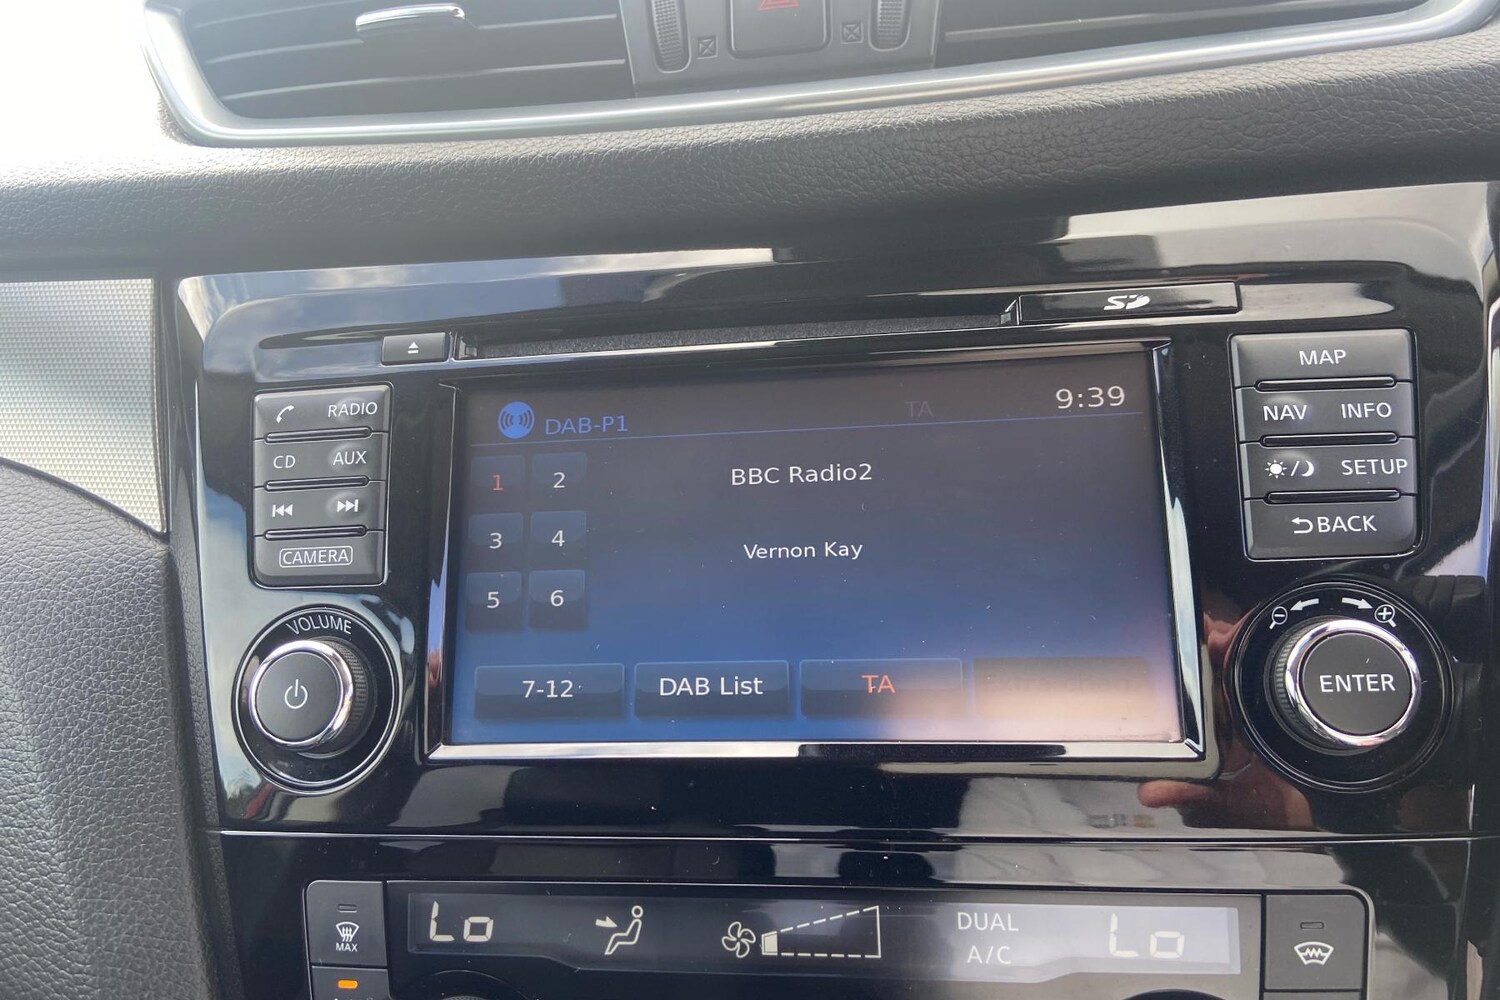 SD
RADIO
CD AUX
CAMERA
VOLUME
DAB-P1
TA
9:39
1 2
3 4
5 6
BBC Radio2
Vernon Kay
7-12
DAB List
TA
MAP
NAV INFO
SETUP
BACK
ENTER
MAX
Lo
DUAL
A/C
Lo